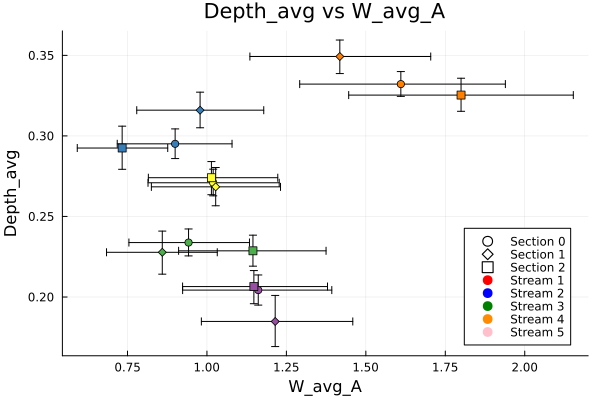 Depth_avg vs W_avg_A
Depth_avg
0.35
0.30
0.25
0.20
0.75
1.00
1.25
1.50
1.75
2.00
W_avg_A
Section 0
Section 1
Section 2
Stream 1
Stream 2
Stream 3
Stream 4
Stream 5